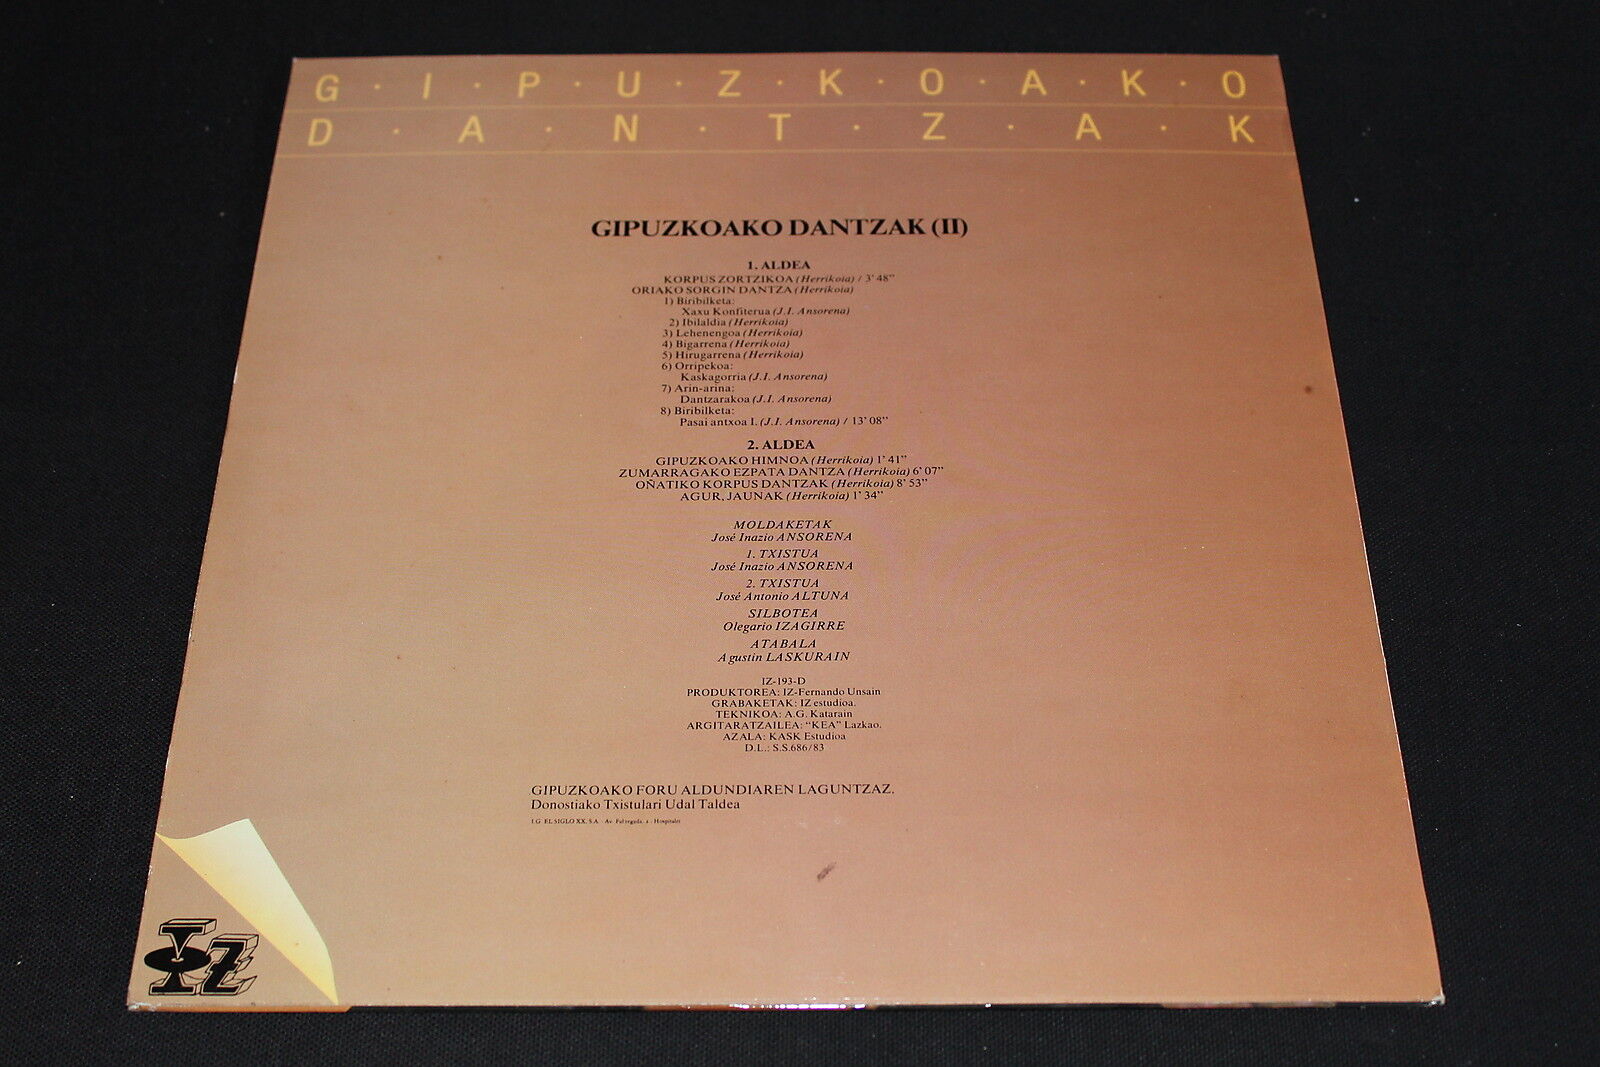 G·I·P·U·Z·K·O·A·K·O
D·A·N·T·Z·A·K
GIPUZKOAKO DANTZAK (II)
1. ALDEA
KORPUS ZORTZIKOA (Herrikoia) / 3' 48”
ORIAKO SORGIN DANTZA (Herrikoia)
1) Biribilketa:
Xaxu Konfiterua (J.I. Ansorena)
2) Ibilaldia (Herrikoia)
3) Lehenengoa (Herrikoia)
4) Bigarrena (Herrikoia)
5) Hirugarrena (Herrikoia)
6) Orripekoa:
Kaskagorria (J.I. Ansorena)
7) Arin-arina:
Dantzarakoa (J.I. Ansorena)
8) Biribilketa:
Pasai antxoa I. (J.I. Ansorena) / 13' 08”
2. ALDEA
GIPUZKOAKO HIMNOA (Herrikoia) 1' 41”
ZUMARRAGAKO EZPATA DANTZA (Herrikoia) 6' 07”
OÑATIKO KORPUS DANTZAK (Herrikoia) 8' 53”
AGUR, JAUNAK (Herrikoia) 1' 34”
MOLDAKETAK
José Inazio ANSORENA
1. TXISTUA
José Inazio ANSORENA
2. TXISTUA
José Antonio ALTUNA
SILBOTEA
Olegario IZAGIRRE
ATABALA
Agustin LASKURAIN
IZ-193-D
PRODUKTOREA: IZ-Fernando Unsain
GRABAKETAK: IZ estudioa.
TEKNIKOA: A.G. Katarain
ARGITARATZAILEA: “KEA” Lazkao.
AZALA: KASK Estudioa
D.L.: S.S.686/83
GIPUZKOAKO FORU ALDUNDIAREN LAGUNTZAZ.
Donostiako Txistulari Udal Taldea
I.G. EL SIGLO XX, S.A. - Av. - Hospitalet
IZ